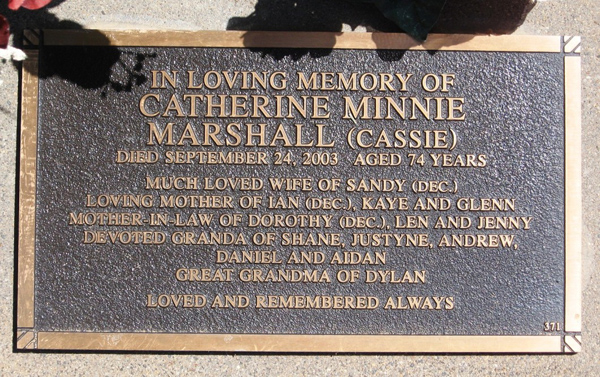 IN LOVING MEMORY OF
CATHERINE MINNIE
MARSHALL (CASSIE)
DIED SEPTEMBER 24, 2003 AGED 74 YEARS
MUCH LOVED WIFE OF SANDY (DEC.)
LOVING MOTHER OF IAN (DEC.), KAYE AND GLENN
MOTHER-IN-LAW OF DOROTHY (DEC.), LEN AND JENNY
DEVOTED GRANDA OF SHANE, JUSTYNE, ANDREW,
DANIEL AND AIDAN
GREAT GRANDMA OF DYLAN
LOVED AND REMEMBERED ALWAYS
371